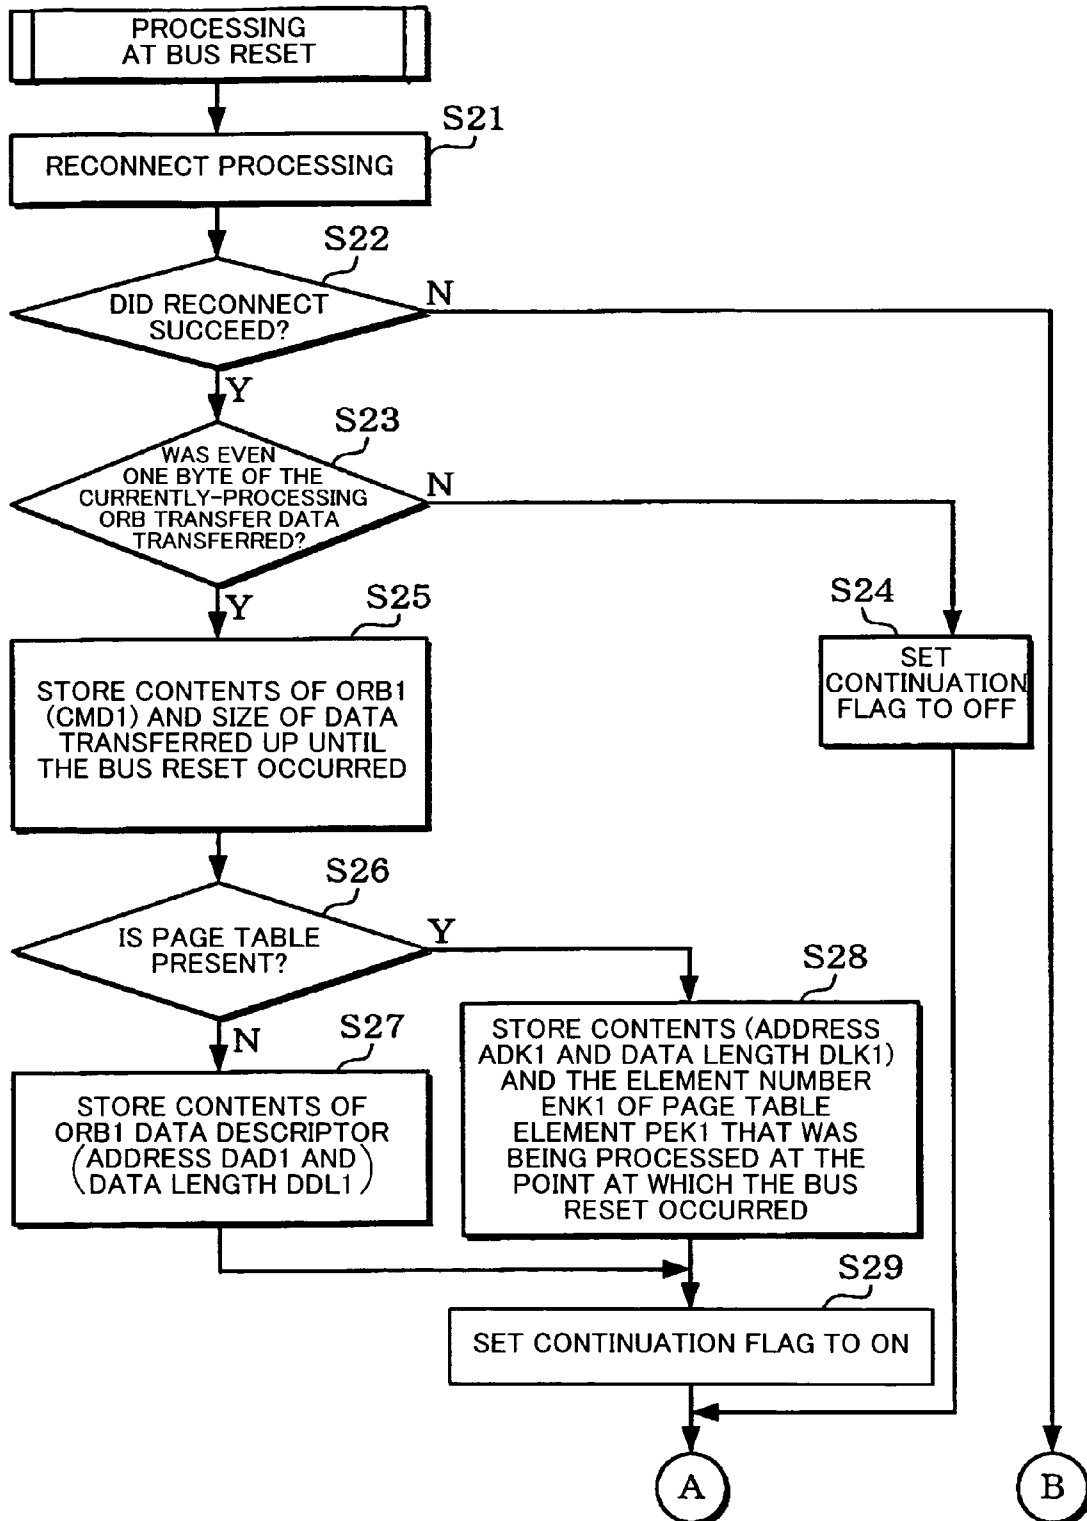 PROCESSING
AT BUS RESET
S21
RECONNECT PROCESSING
S22
DID RECONNECT
SUCCEED?
N
Y
S23
WAS EVEN
ONE BYTE OF THE
CURRENTLY-PROCESSING
ORB TRANSFER DATA
TRANSFERRED?
N
Y
S24
SET
CONTINUATION
FLAG TO OFF
S25
STORE CONTENTS OF ORB1
(CMD1) AND SIZE OF DATA
TRANSFERRED UP UNTIL
THE BUS RESET OCCURRED
S26
IS PAGE TABLE
PRESENT?
Y
N
S27
STORE CONTENTS OF
ORB1 DATA DESCRIPTOR
(ADDRESS DAD1 AND
DATA LENGTH DDL1)
S28
STORE CONTENTS (ADDRESS
ADK1 AND DATA LENGTH DLK1)
AND THE ELEMENT NUMBER
ENK1 OF PAGE TABLE
ELEMENT PEK1 THAT WAS
BEING PROCESSED AT THE
POINT AT WHICH THE BUS
RESET OCCURRED
S29
SET CONTINUATION FLAG TO ON
A
B